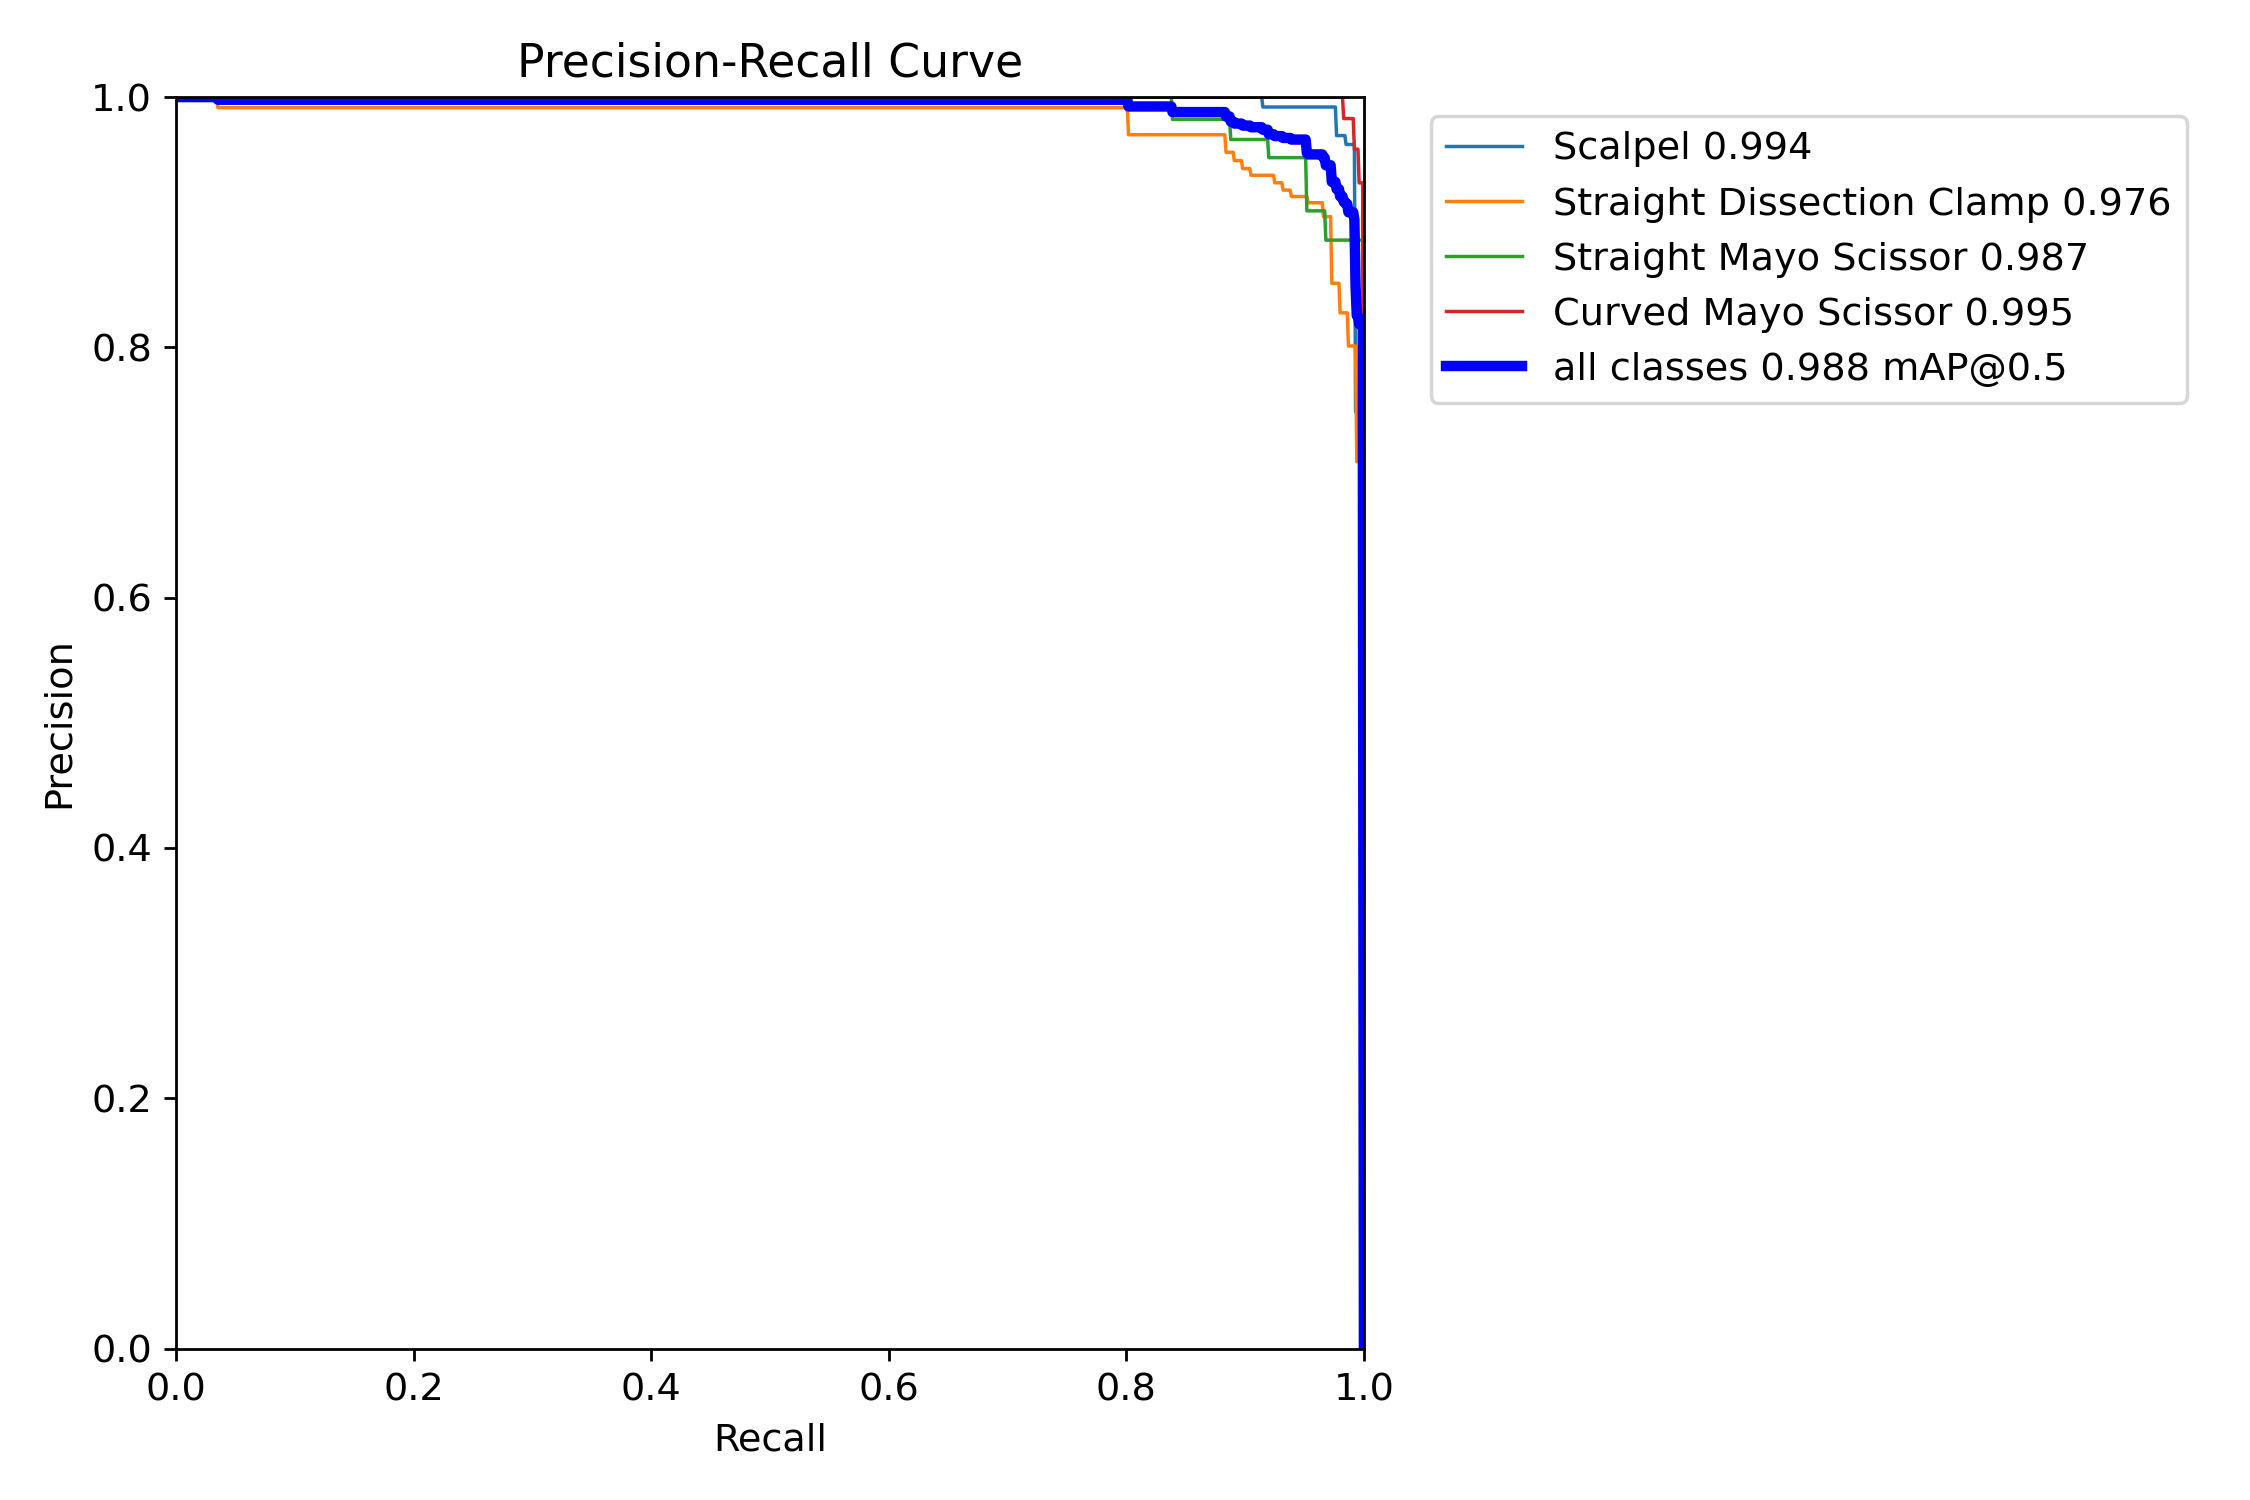 Precision-Recall Curve
1.0
0.8
0.6
0.4
0.2
0.0
Precision
0.0 0.2 0.4 0.6 0.8 1.0
Recall
Scalpel 0.994
Straight Dissection Clamp 0.976
Straight Mayo Scissor 0.987
Curved Mayo Scissor 0.995
all classes 0.988 mAP@0.5